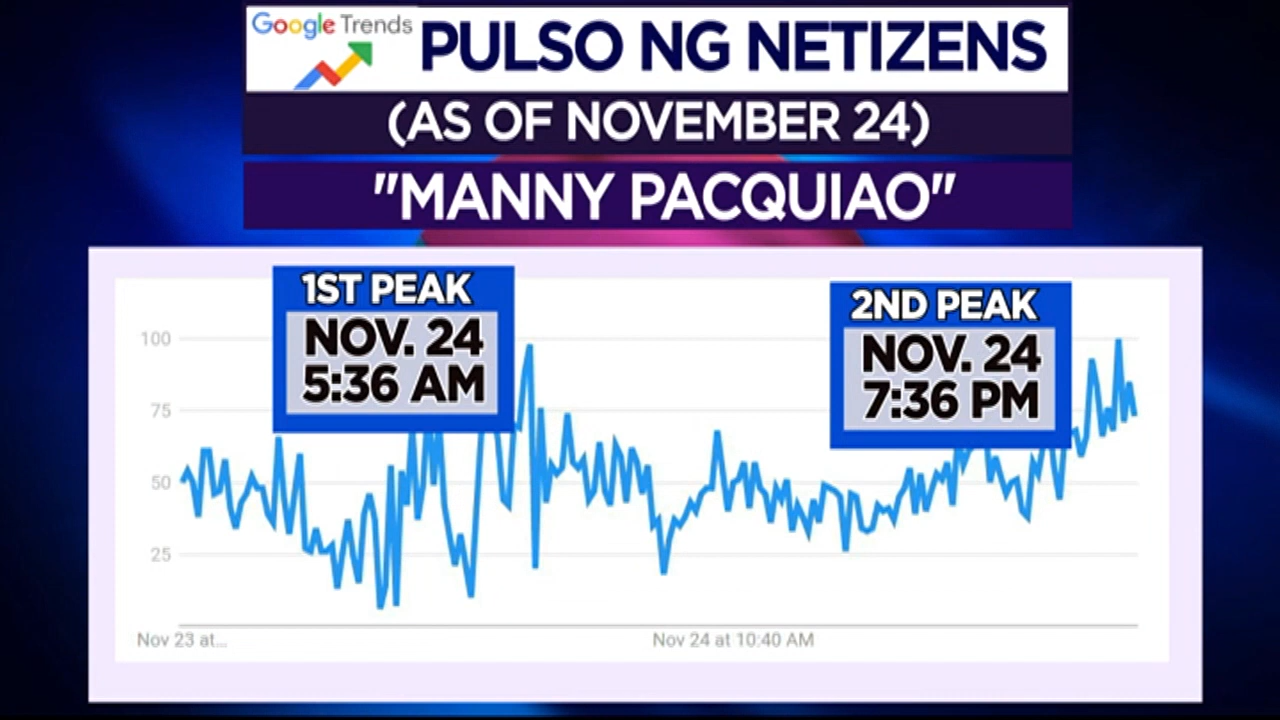 Google Trends
PULSO NG NETIZENS
(AS OF NOVEMBER 24)
"MANNY PACQUIAO"
1ST PEAK
NOV. 24
5:36 AM
2ND PEAK
NOV. 24
7:36 PM
100
75
50
25
Nov 23 at...
Nov 24 at 10:40 AM